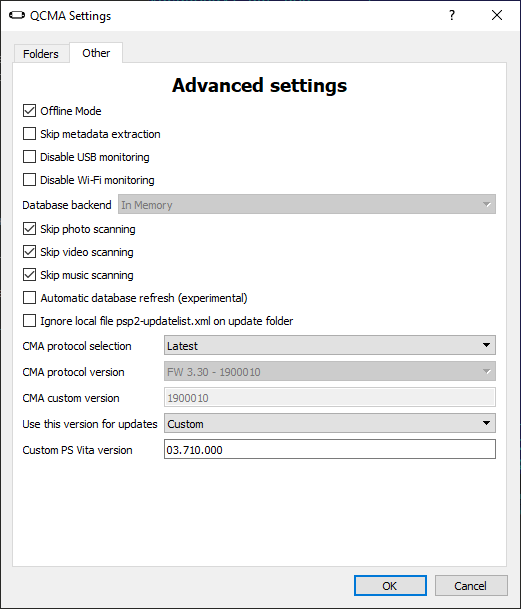 QCMA Settings
?
Folders
Other
Advanced settings
Offline Mode
Skip metadata extraction
Disable USB monitoring
Disable Wi-Fi monitoring
Database backend In Memory
Skip photo scanning
Skip video scanning
Skip music scanning
Automatic database refresh (experimental)
Ignore local file psp2-updatelist.xml on update folder
CMA protocol selection Latest
CMA protocol version FW 3.30 - 1900010
CMA custom version 1900010
Use this version for updates Custom
Custom PS Vita version 03.710.000
OK
Cancel